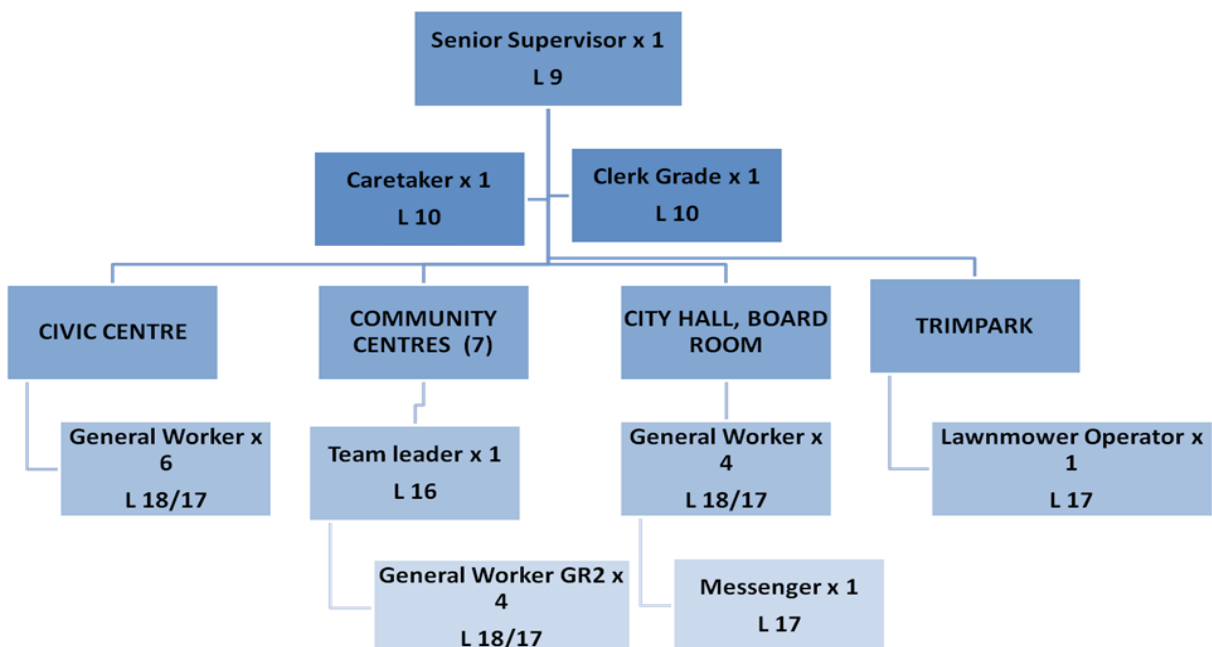 Senior Supervisor x 1
L 9
Caretaker x 1
L 10
Clerk Grade x 1
L 10
CIVIC CENTRE
COMMUNITY
CENTRES (7)
CITY HALL, BOARD
ROOM
TRIMPARK
General Worker x
6
L 18/17
Team leader x 1
L 16
General Worker x
4
L 18/17
Lawnmower Operator x
1
L 17
General Worker GR2 x
4
L 18/17
Messenger x 1
L 17